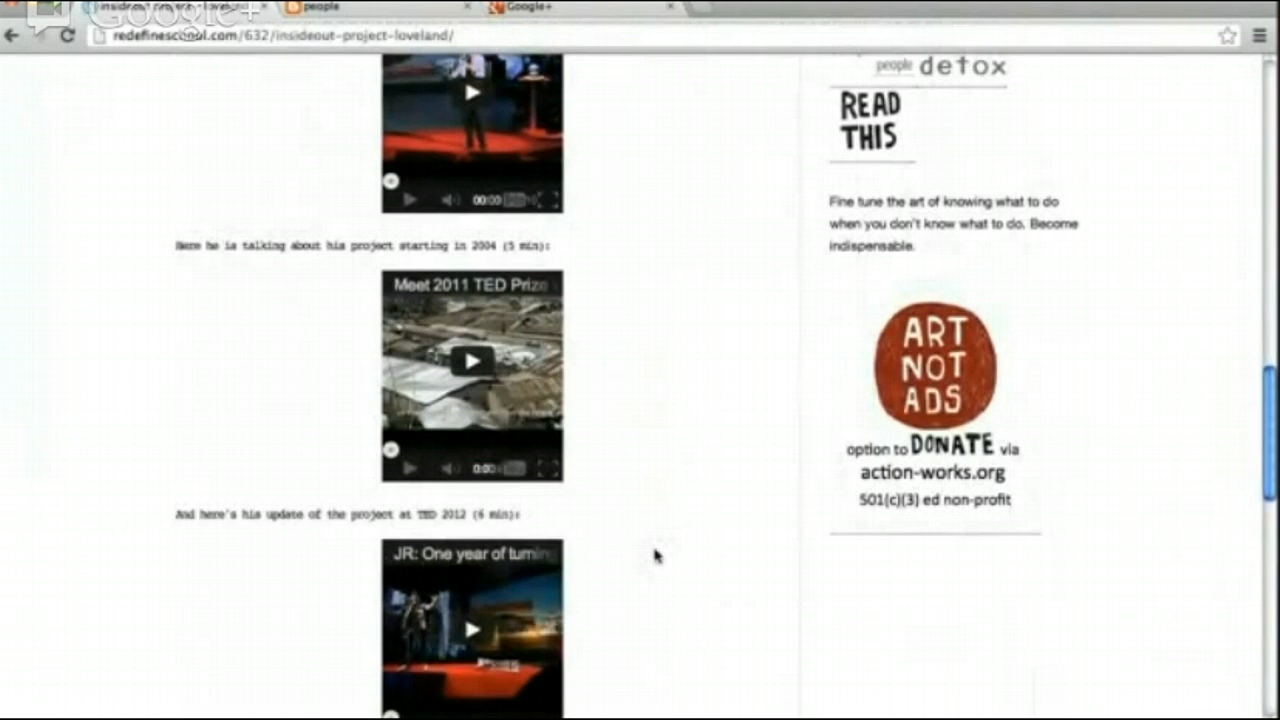 Google+
insideout project - lovelan
people
Google+
redefineschool.com/632/insideout-project-loveland/
00:00
Here he is talking about his project starting in 2004 (5 min):
Meet 2011 TED Prize
0:00
And here's his update of the project at TED 2012 (6 min):
JR: One year of turnin
people detox
READ
THIS
Fine tune the art of knowing what to do
when you don't know what to do. Become
indispensable.
ART
NOT
ADS
option to DONATE via
action-works.org
501(c)(3) ed non-profit